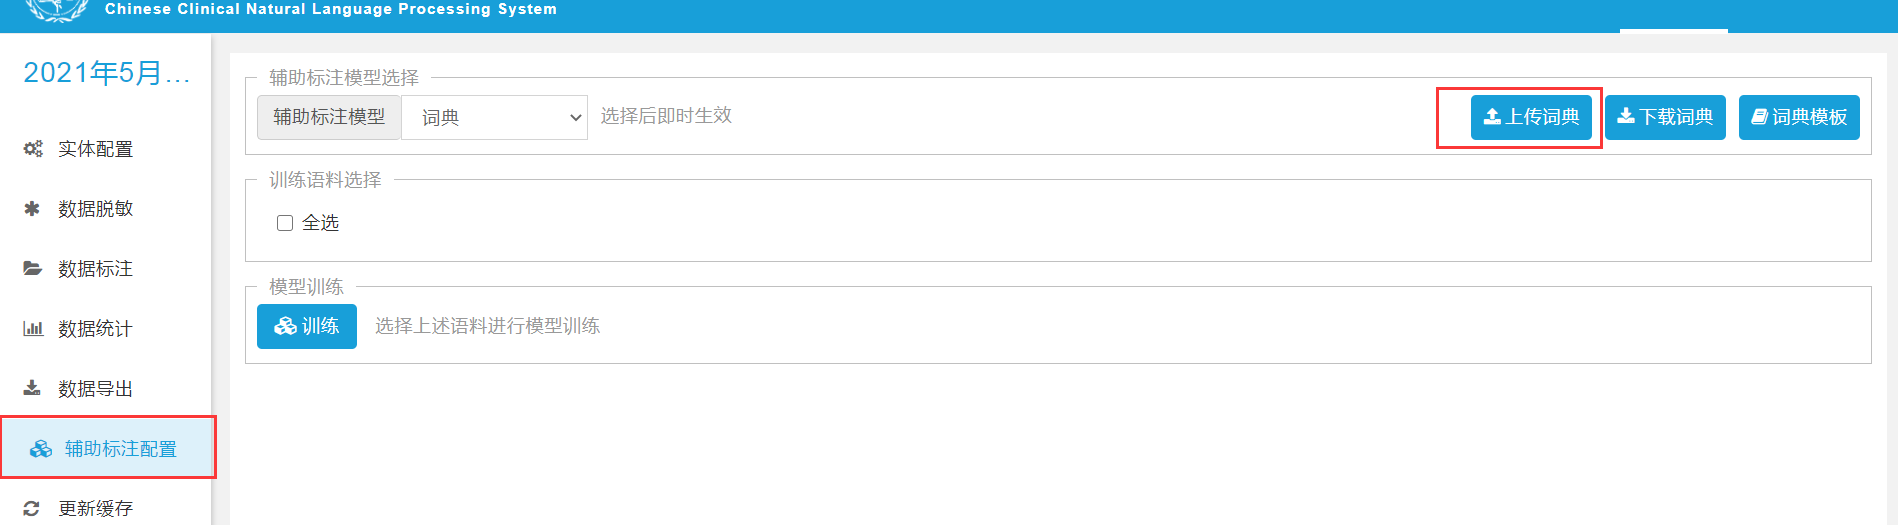 Chinese Clinical Natural Language Processing System
2021年5月...
实体配置
数据脱敏
数据标注
数据统计
数据导出
辅助标注配置
更新缓存
辅助标注模型选择
辅助标注模型 词典 选择后即时生效 上传词典 下载词典 词典模板
训练语料选择
全选
模型训练
训练 选择上述语料进行模型训练